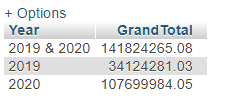 + Options
Year GrandTotal
2019 & 2020 141824265.08
2019 34124281.03
2020 107699984.05